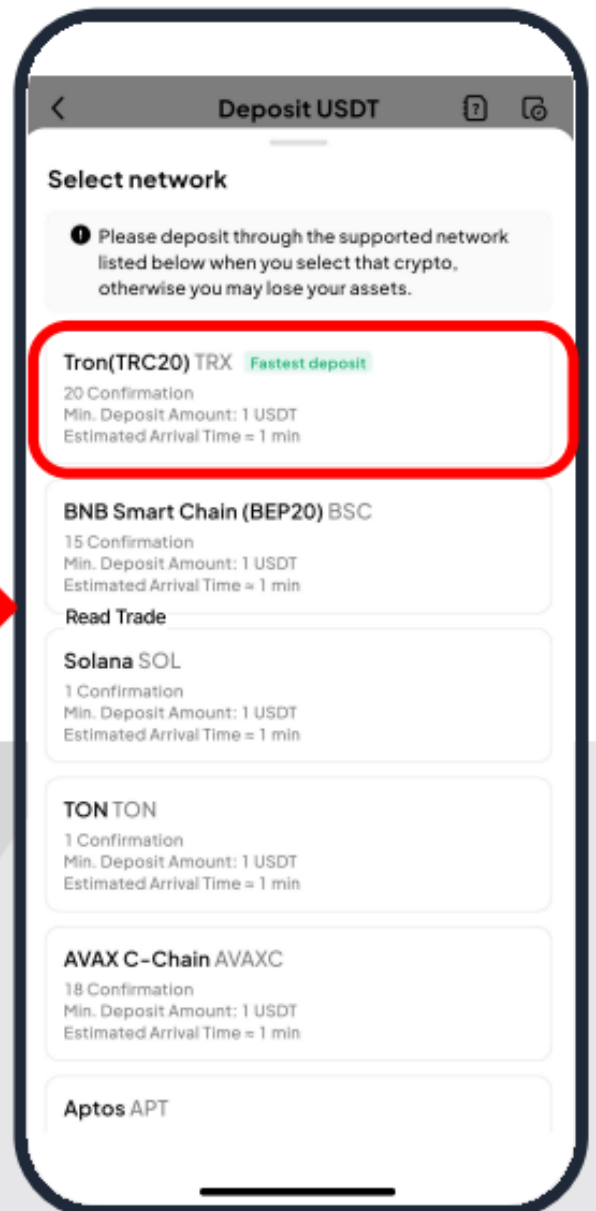 Deposit USDT
Select network
Please deposit through the supported network
listed below when you select that crypto,
otherwise you may lose your assets.
Tron(TRC20) TRX Fastest deposit
20 Confirmation
Min. Deposit Amount: 1 USDT
Estimated Arrival Time ≈ 1 min
BNB Smart Chain (BEP20) BSC
15 Confirmation
Min. Deposit Amount: 1 USDT
Estimated Arrival Time ≈ 1 min
Read Trade
Solana SOL
1 Confirmation
Min. Deposit Amount: 1 USDT
Estimated Arrival Time ≈ 1 min
TON TON
1 Confirmation
Min. Deposit Amount: 1 USDT
Estimated Arrival Time ≈ 1 min
AVAX C-Chain AVAXC
18 Confirmation
Min. Deposit Amount: 1 USDT
Estimated Arrival Time ≈ 1 min
Aptos APT